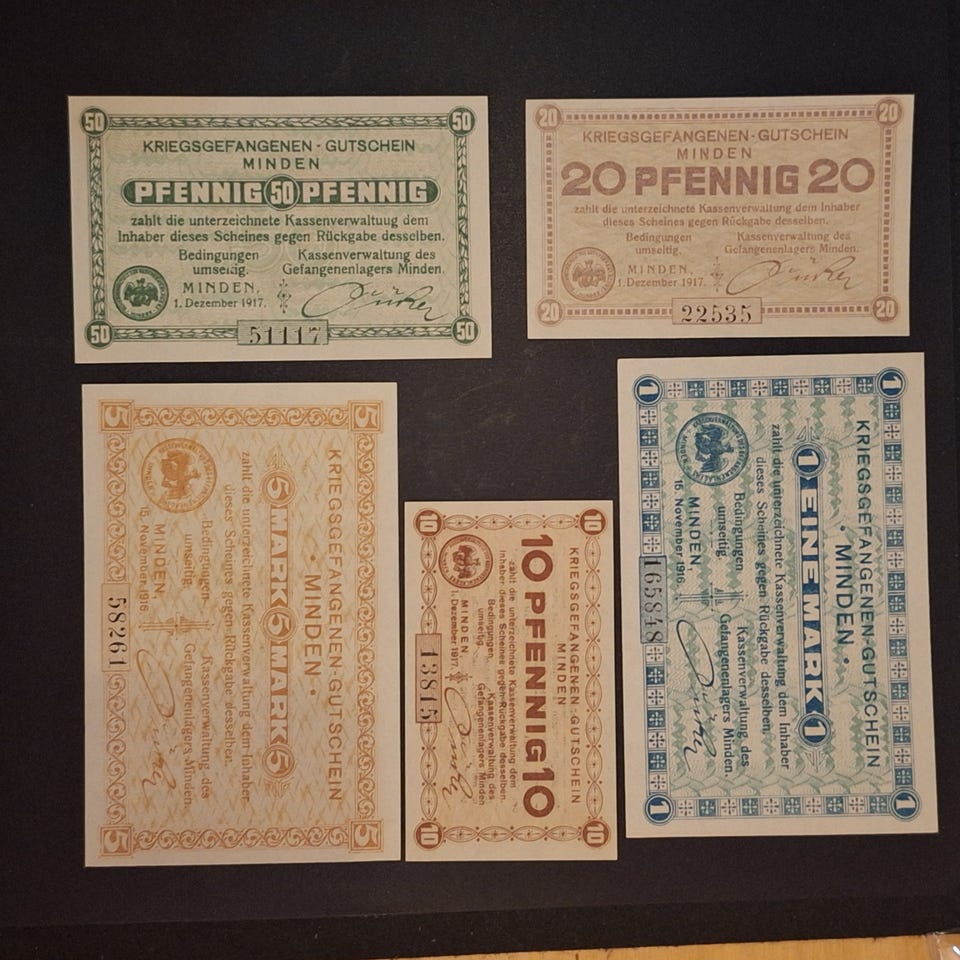 50 50
KRIEGSGEFANGENEN - GUTSCHEIN
MINDEN
PFENNIG 50 PFENNIG
zahlt die unterzeichnete Kassenverwaltuug dem
Inhaber dieses Scheines gegen Rückgabe desselben.
Bedingungen Kassenverwaltung des
umseitig. Gefangenenlagers Minden.
MINDEN,
1. Dezember 1917.
50 51117 50
20 20
KRIEGSGEFANGENEN - GUTSCHEIN
MINDEN
20 PFENNIG 20
zahlt die unterzeichnete Kassenverwaltung dem Inhaber
dieses Scheines gegen Rückgabe desselben.
Bedingungen Kassenverwaltung des
umseitig. Gefangenenlagers Minden.
MINDEN,
1. Dezember 1917.
20 22535 20
5 5
KRIEGSGEFANGENEN-GUTSCHEIN
• MINDEN •
5 MARK 5 MARK 5
zahlt die unterzeichnete Kassenverwaltung dem Inhaber
dieses Scheines gegen Rückgabe desselben.
Bedingungen Kassenverwaltung des
umseitig. Gefangenenlagers Minden.
MINDEN,
15. November 1916.
5 58261 5
10 10
KRIEGSGEFANGENEN-GUTSCHEIN
MINDEN
10 PFENNIG 10
zahlt die unterzeichnete Kassenverwaltung dem
Inhaber dieses Scheines gegen Rückgabe desselben.
Bedingungen Kassenverwaltung des
umseitig. Gefangenenlagers Minden
MINDEN
1. Dezember 1917.
10 13815 10
1 1
KRIEGSGEFANGENEN-GUTSCHEIN
• MINDEN •
1 EINE MARK 1
zahlt die unterzeichnete Kassenverwaltung dem Inhaber
dieses Scheines gegen Rückgabe desselben.
Bedingungen Kassenverwaltung des
umseitig. Gefangenenlagers Minden.
MINDEN,
15. November 1916.
1 165848 1